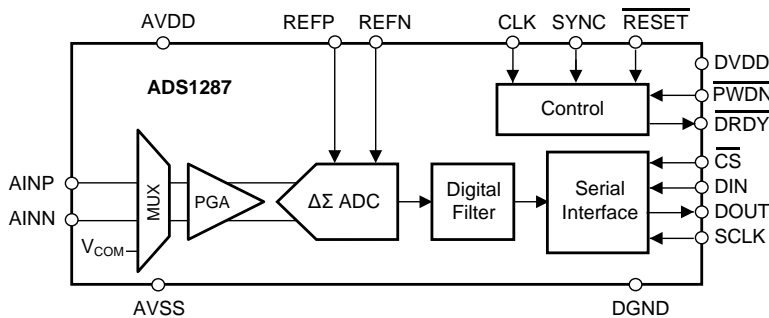 AVDD REFP REFN CLK SYNC RESET
ADS1287
DVDD
PWDN
DRDY
Control
AINP
AINN
VCOM
MUX
PGA
ΔΣ ADC
Digital
Filter
Serial
Interface
CS
DIN
DOUT
SCLK
AVSS
DGND